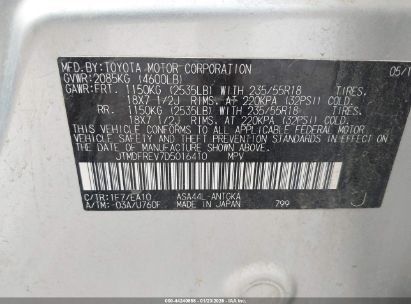 MFD.BY:TOYOTA MOTOR CORPORATION 05/1
GVWR:2085KG (4600LB)
GAWR:FRT. 1150KG (2535LB) WITH 235/55R18 TIRES.
18X7 1/2J RIMS. AT 220KPA (32PSI) COLD.
RR. 1150KG (2535LB) WITH 235/55R18 TIRES.
18X7 1/2J RIMS. AT 220KPA (32PSI) COLD.
THIS VEHICLE CONFORMS TO ALL APPLICABLE FEDERAL MOTOR
VEHICLE SAFETY, BUMPER, AND THEFT PREVENTION STANDARDS IN
EFFECT ON THE DATE OF MANUFACTURE SHOWN ABOVE.
JTMDFREV7D5016410 MPV
C/TR:1F7/EA10 ASA44L-ANTGKA
A/TM:-03A/U760F MADE IN JAPAN 799
J